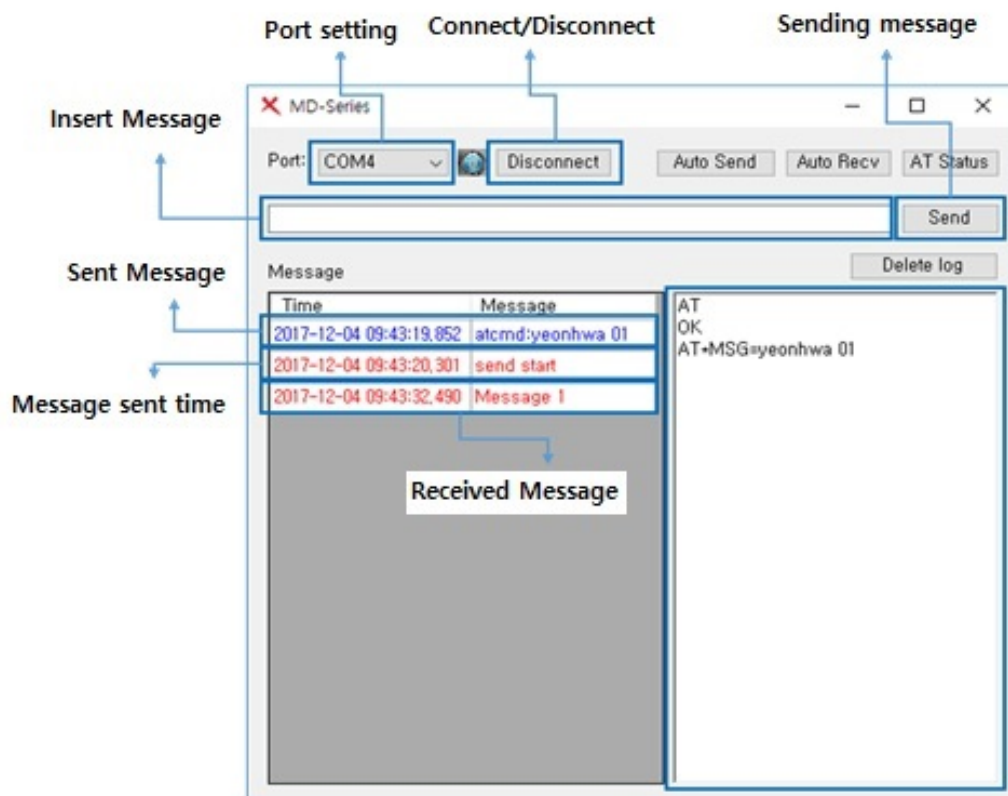 Port setting
Connect/Disconnect
Sending message
Insert Message
MD-Series
Port: COM4 Disconnect Auto Send Auto Recv AT Status
Send
Sent Message
Message
Delete log
Time Message
2017-12-04 09:43:19,852 atcmd:yeonhwa 01
2017-12-04 09:43:20,301 send start
2017-12-04 09:43:32,490 Message 1
AT
OK
AT+MSG=yeonhwa 01
Message sent time
Received Message